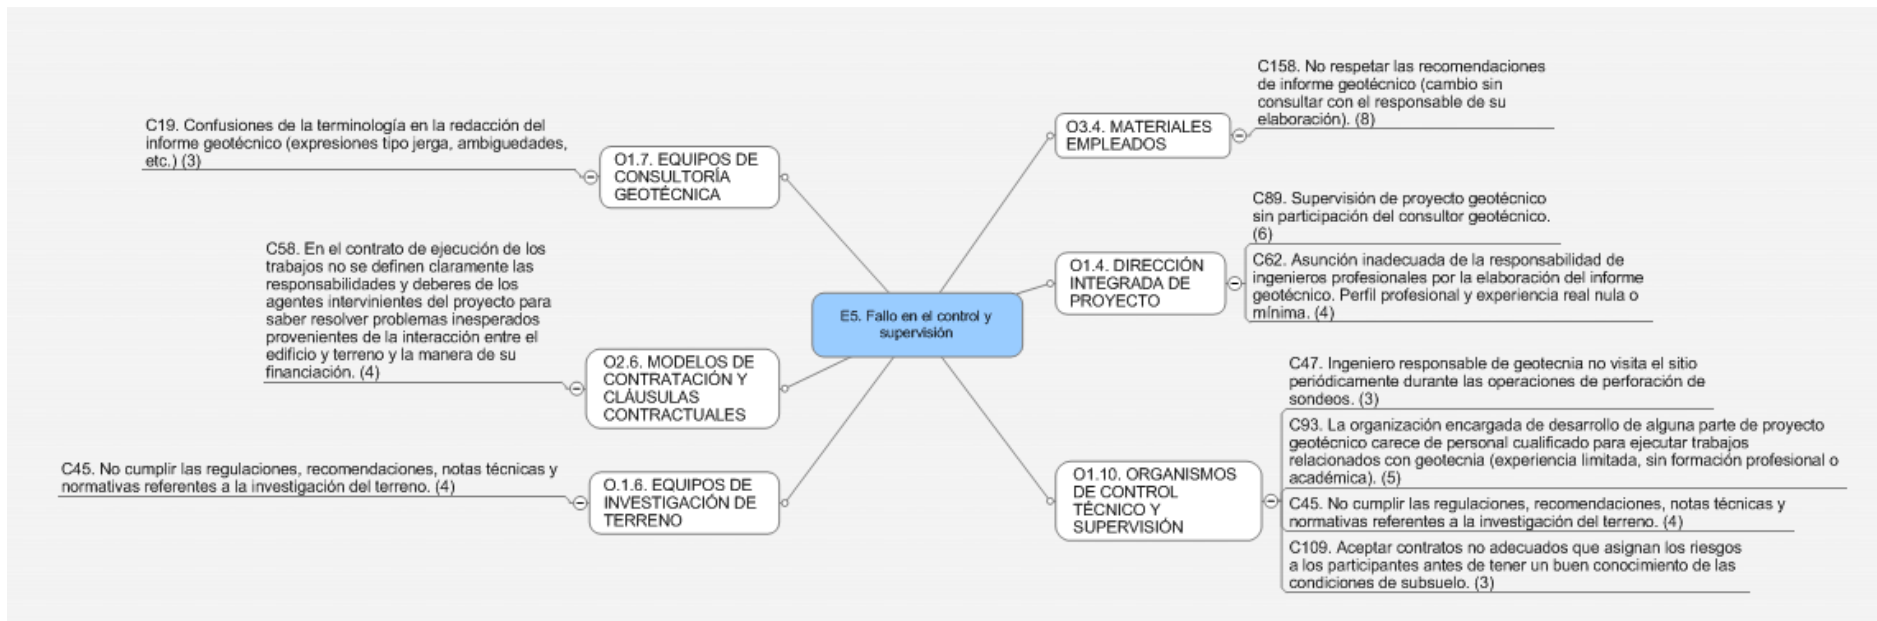 C19. Confusiones de la terminología en la redacción del
informe geotécnico (expresiones tipo jerga, ambiguedades,
etc.) (3)
O1.7. EQUIPOS DE
CONSULTORÍA
GEOTÉCNICA
C58. En el contrato de ejecución de los
trabajos no se definen claramente las
responsabilidades y deberes de los
agentes intervinientes del proyecto para
saber resolver problemas inesperados
provenientes de la interacción entre el
edificio y terreno y la manera de su
financiación. (4)
O2.6. MODELOS DE
CONTRATACIÓN Y
CLÁUSULAS
CONTRACTUALES
C45. No cumplir las regulaciones, recomendaciones, notas técnicas y
normativas referentes a la investigación del terreno. (4)
O.1.6. EQUIPOS DE
INVESTIGACIÓN DE
TERRENO
E5. Fallo en el control y
supervisión
O3.4. MATERIALES
EMPLEADOS
C158. No respetar las recomendaciones
de informe geotécnico (cambio sin
consultar con el responsable de su
elaboración). (8)
O1.4. DIRECCIÓN
INTEGRADA DE
PROYECTO
C89. Supervisión de proyecto geotécnico
sin participación del consultor geotécnico.
(6)
C62. Asunción inadecuada de la responsabilidad de
ingenieros profesionales por la elaboración del informe
geotécnico. Perfil profesional y experiencia real nula o
mínima. (4)
O1.10. ORGANISMOS
DE CONTROL
TÉCNICO Y
SUPERVISIÓN
C47. Ingeniero responsable de geotecnia no visita el sitio
periódicamente durante las operaciones de perforación de
sondeos. (3)
C93. La organización encargada de desarrollo de alguna parte de proyecto
geotécnico carece de personal cualificado para ejecutar trabajos
relacionados con geotecnia (experiencia limitada, sin formación profesional o
académica). (5)
C45. No cumplir las regulaciones, recomendaciones, notas técnicas y
normativas referentes a la investigación del terreno. (4)
C109. Aceptar contratos no adecuados que asignan los riesgos
a los participantes antes de tener un buen conocimiento de las
condiciones de subsuelo. (3)